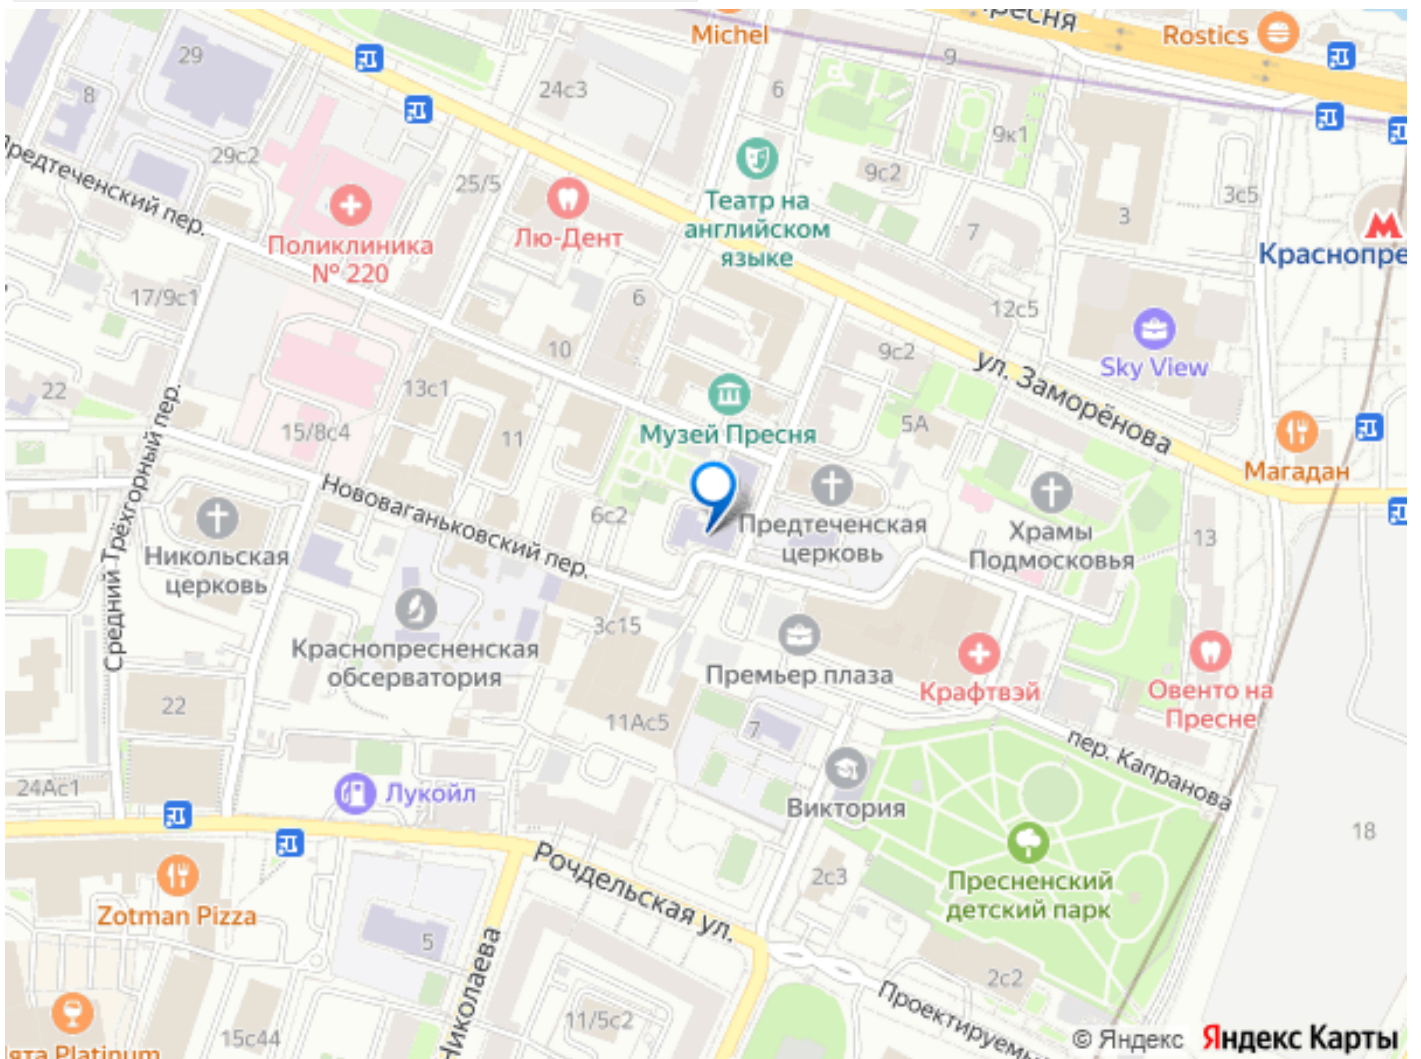 Michel
ресня
Rostics
29
8
24с3
6
9
9к1
29с2
25/5
9с2
3с5
3
7
Предтеченский пер.
Поликлиника
№ 220
Лю-Дент
Театр на
английском
языке
Краснопре
17/9с1
6
12с5
10
9с2
Sky View
ул. Заморёнова
22
13с1
11
15/8с4
5А
Музей Пресня
Магадан
Средний Трёхгорный пер.
Нововаганьковский пер.
6с2
Предтеченская
церковь
Храмы
Подмосковья
13
Никольская
церковь
3с15
Краснопресненская
обсерватория
Премьер плаза
Крафтвэй
Овенто на
Пресне
22
11Ас5
7
пер. Капранова
24Ас1
Лукойл
Виктория
18
Рочдельская ул.
2с3
Пресненский
детский парк
Zotman Pizza
5
Николаева
2с2
Проектируемы
15с44
11/5с2
ята Platinum
© Яндекс Яндекс Карты